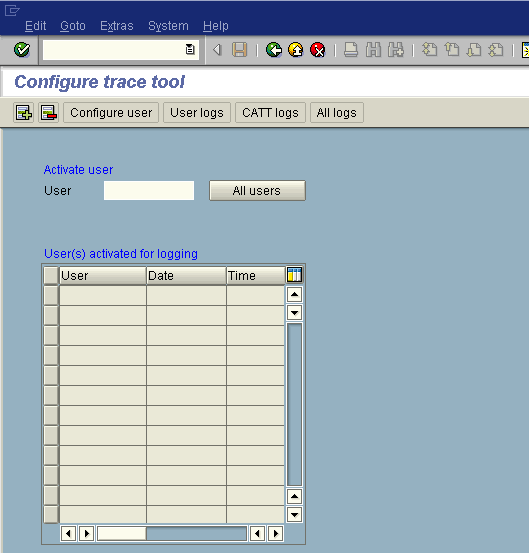 Edit Goto Extras System Help
Configure trace tool
Configure user User logs CATT logs All logs
Activate user
User All users
User(s) activated for logging
User Date Time